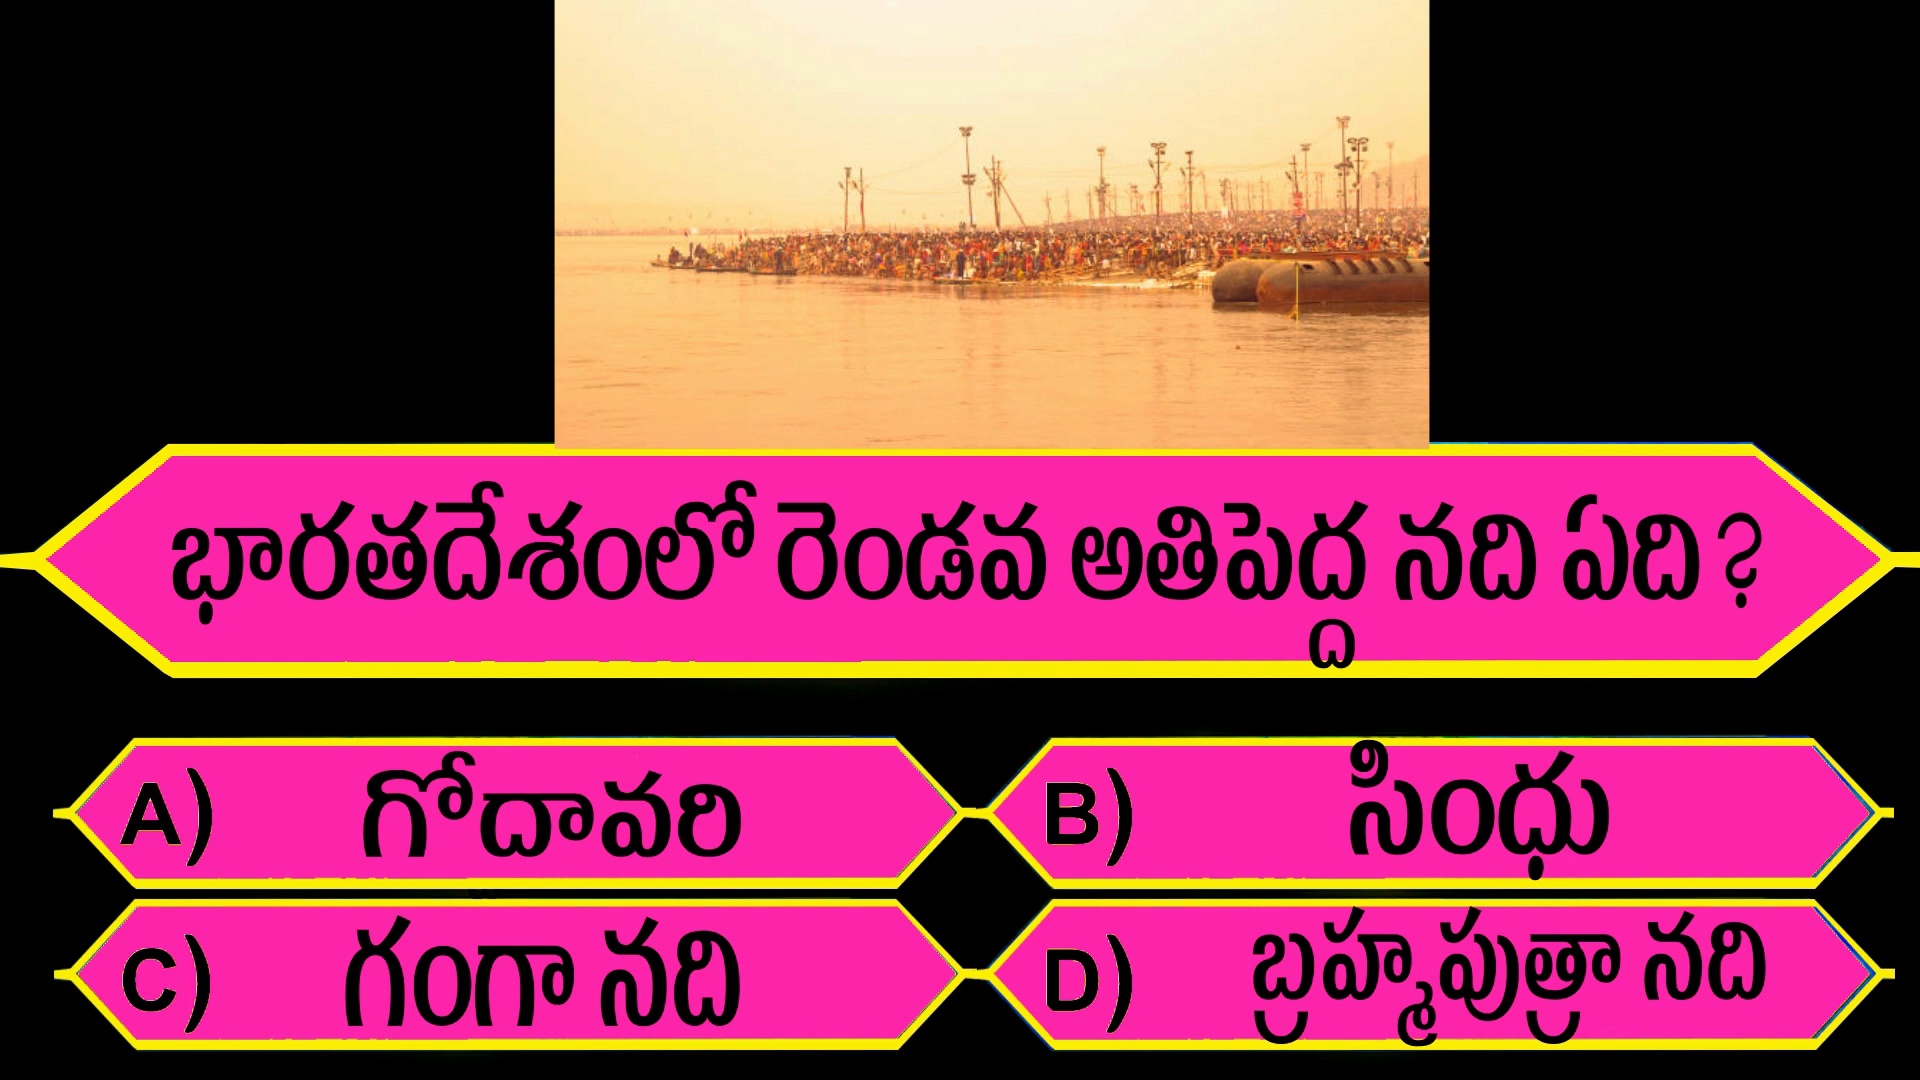 భారతదేశంలో రెండవ అతిపెద్ద నది ఏది?
A) గోదావరి
B) సింధు
C) గంగా నది
D) బ్రహ్మపుత్రా నది